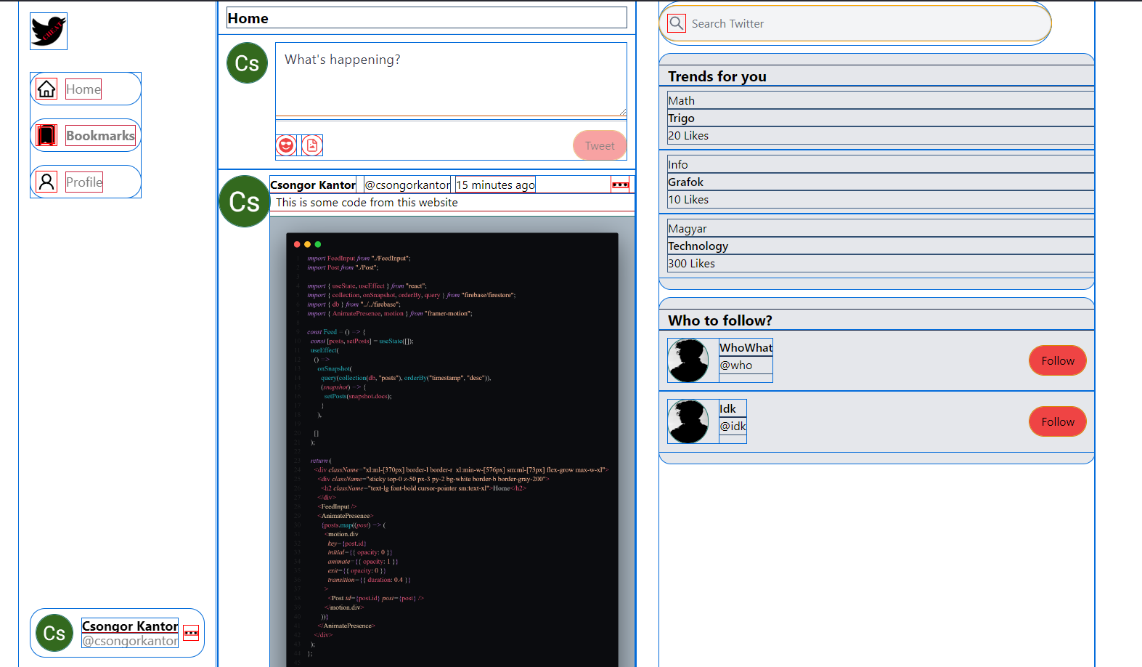 Home
Bookmarks
Profile
Cs
Csongor Kantor
@csongorkantor
Home
Cs
What's happening?
Tweet
Cs
Csongor Kantor @csongorkantor 15 minutes ago
This is some code from this website
import FeedInput from "./FeedInput";
import Post from "./Post";
import { useState, useEffect } from "react";
import { collection, onSnapshot, orderBy, query } from "firebase/firestore";
import { db } from "../../firebase";
import { AnimatePresence, motion } from "framer-motion";
const Feed = () => {
const [posts, setPosts] = useState([]);
useEffect(
() =>
onSnapshot(
query(collection(db, "posts"), orderBy("timestamp", "desc")),
(snapshot) => {
setPosts(snapshot.docs);
}
),
[]
);
return (
<div className="xl:ml-[370px] border-l border-r xl:min-w-[576px] sm:ml-[73px] flex-grow max-w-xl">
<div className="sticky top-0 z-50 px-3 py-2 bg-white border-b border-gray-200">
<h2 className="text-lg font-bold cursor-pointer sm:text-xl">Home</h2>
</div>
<FeedInput />
<AnimatePresence>
{posts.map((post) => (
<motion.div
key={post.id}
initial={{ opacity: 0 }}
animate={{ opacity: 1 }}
exit={{ opacity: 0 }}
transition={{ duration: 0.4 }}
>
<Post id={post.id} post={post} />
</motion.div>
))}
</AnimatePresence>
</div>
);
};
Search Twitter
Trends for you
Math
Trigo
20 Likes
Info
Grafok
10 Likes
Magyar
Technology
300 Likes
Who to follow?
WhoWhat
@who
Follow
Idk
@idk
Follow